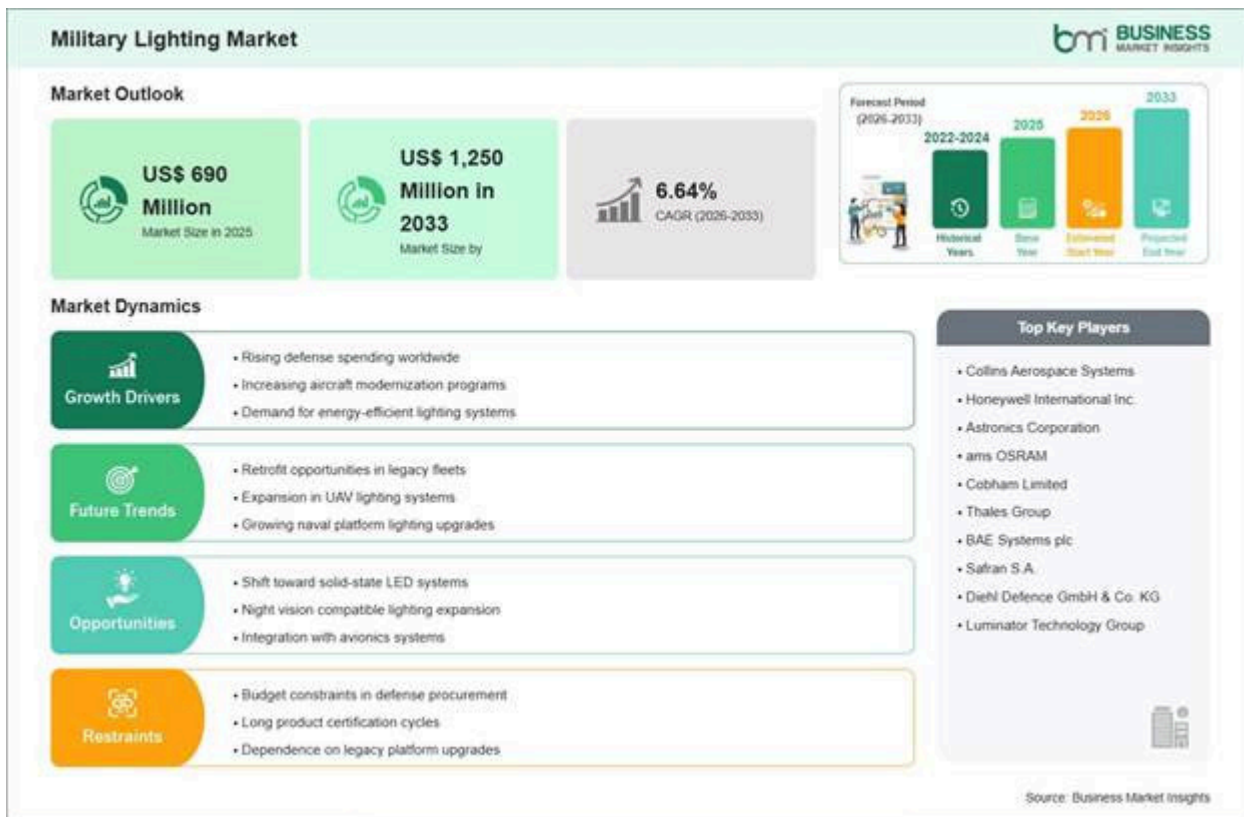 Military Lighting Market
bmi BUSINESS
MARKET INSIGHTS
Market Outlook
US$ 690
Million
Market Size in 2025
US$ 1,250
Million in
2033
Market Size by
6.64%
CAGR (2026-2033)
Forecast Period
(2026-2033)
2022-2024
2025
2026
2033
Historical
Years
Base
Year
Estimated
Start Year
Projected
End Year
Market Dynamics
Growth Drivers
• Rising defense spending worldwide
• Increasing aircraft modernization programs
• Demand for energy-efficient lighting systems
Future Trends
• Retrofit opportunities in legacy fleets
• Expansion in UAV lighting systems
• Growing naval platform lighting upgrades
Opportunities
• Shift toward solid-state LED systems
• Night vision compatible lighting expansion
• Integration with avionics systems
Restraints
• Budget constraints in defense procurement
• Long product certification cycles
• Dependence on legacy platform upgrades
Top Key Players
• Collins Aerospace Systems
• Honeywell International Inc.
• Astronics Corporation
• ams OSRAM
• Cobham Limited
• Thales Group
• BAE Systems plc
• Safran S.A.
• Diehl Defence GmbH & Co. KG
• Luminator Technology Group
Source: Business Market Insights